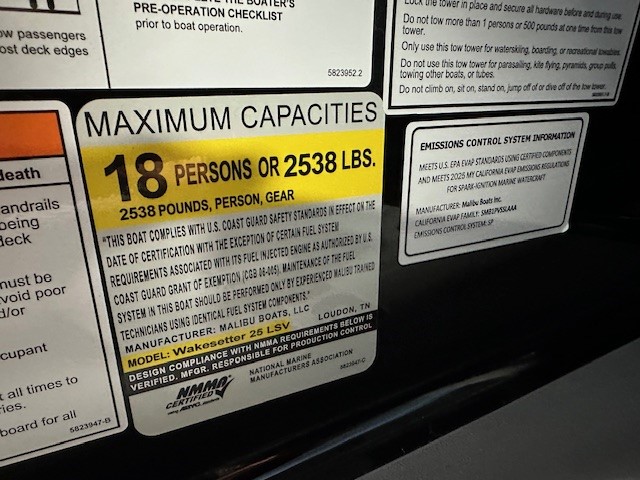 PRE-OPERATION CHECKLIST
prior to boat operation.
5823952.2
ow passengers
ost deck edges
Lock the tower in place and secure all hardware before and during use.
Do not tow more than 1 persons or 500 pounds at one time from this tow
tower.
Only use this tow tower for waterskiing, boarding, or recreational towables.
Do not use this tow tower for parasailing, kite flying, pyramids, group pulls,
towing other boats, or tubes.
Do not climb on, sit on, stand on, jump off of or dive off of the tow tower.
death
andrails
being
deck
must be
void poor
d/or
cupant
k all times to
ries.
board for all
5823947-B
MAXIMUM CAPACITIES
18 PERSONS OR 2538 LBS.
2538 POUNDS, PERSON, GEAR
"THIS BOAT COMPLIES WITH U.S. COAST GUARD SAFETY STANDARDS IN EFFECT ON THE
DATE OF CERTIFICATION WITH THE EXCEPTION OF CERTAIN FUEL SYSTEM
REQUIREMENTS ASSOCIATED WITH ITS FUEL INJECTED ENGINE AS AUTHORIZED BY U.S.
COAST GUARD GRANT OF EXEMPTION (CGB 88-005). MAINTENANCE OF THE FUEL
SYSTEM IN THIS BOAT SHOULD BE PERFORMED ONLY BY EXPERIENCED MALIBU TRAINED
TECHNICIANS USING IDENTICAL FUEL SYSTEM COMPONENTS."
MANUFACTURER: MALIBU BOATS, LLC LOUDON, TN
MODEL: Wakesetter 25 LSV
DESIGN COMPLIANCE WITH NMMA REQUIREMENTS BELOW IS
VERIFIED. MFGR. RESPONSIBLE FOR PRODUCTION CONTROL
NMMA
CERTIFIED
using ABYC standards
NATIONAL MARINE
MANUFACTURERS ASSOCIATION
5823947-C
EMISSIONS CONTROL SYSTEM INFORMATION
MEETS U.S. EPA EVAP STANDARDS USING CERTIFIED COMPONENTS
AND MEETS 2025 MY CALIFORNIA EVAP EMISSIONS REGULATIONS
FOR SPARK-IGNITION MARINE WATERCRAFT
MANUFACTURER: Malibu Boats Inc.
CALIFORNIA EVAP FAMILY: SMB1PVSSLAAA
EMISSIONS CONTROL SYSTEM: SP